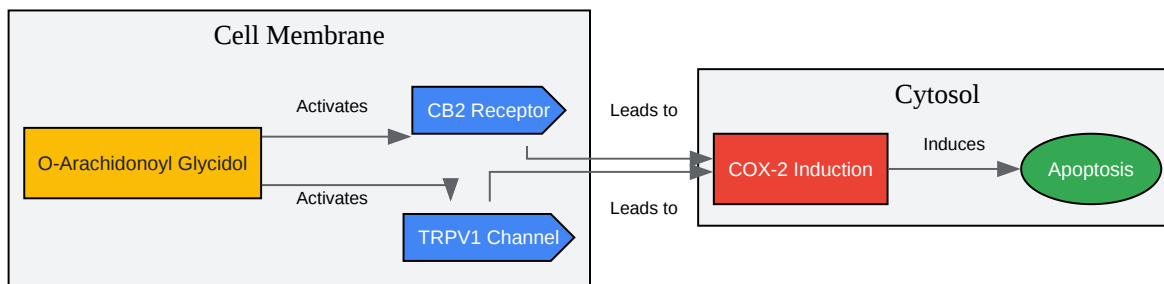 Cell Membrane
Activates
CB2 Receptor
O-Arachidonoyl Glycidol
Activates
TRPV1 Channel
Leads to
Leads to
Cytosol
COX-2 Induction
Induces
Apoptosis